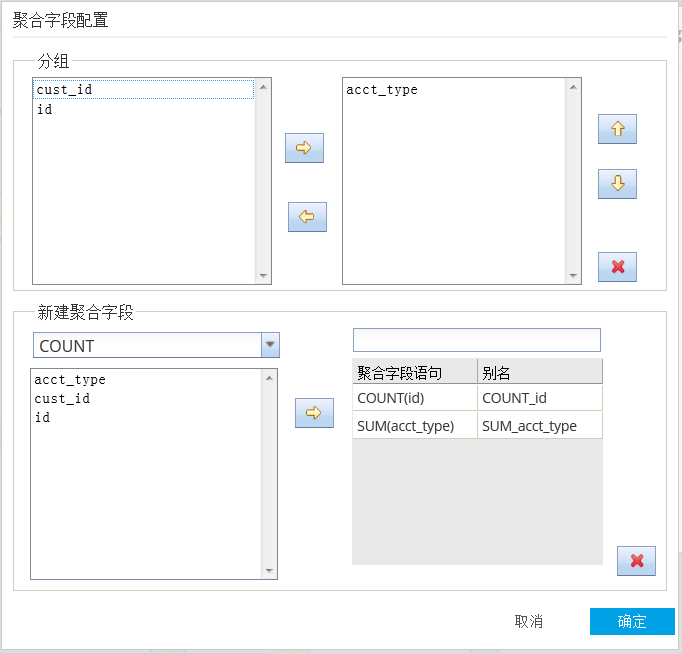 聚合字段配置
分组
cust_id
id
acct_type
新建聚合字段
COUNT
acct_type
cust_id
id
聚合字段语句 别名
COUNT(id) COUNT_id
SUM(acct_type) SUM_acct_type
取消 确定